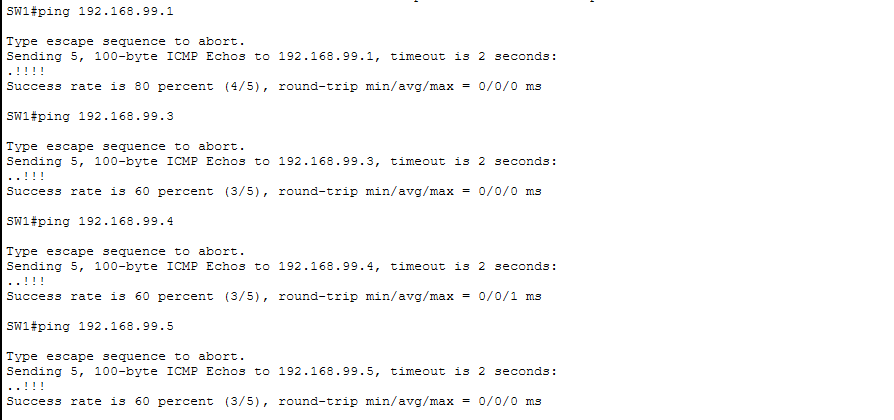 SW1#ping 192.168.99.1
Type escape sequence to abort.
Sending 5, 100-byte ICMP Echos to 192.168.99.1, timeout is 2 seconds:
.!!!!
Success rate is 80 percent (4/5), round-trip min/avg/max = 0/0/0 ms
SW1#ping 192.168.99.3
Type escape sequence to abort.
Sending 5, 100-byte ICMP Echos to 192.168.99.3, timeout is 2 seconds:
..!!!
Success rate is 60 percent (3/5), round-trip min/avg/max = 0/0/0 ms
SW1#ping 192.168.99.4
Type escape sequence to abort.
Sending 5, 100-byte ICMP Echos to 192.168.99.4, timeout is 2 seconds:
..!!!
Success rate is 60 percent (3/5), round-trip min/avg/max = 0/0/1 ms
SW1#ping 192.168.99.5
Type escape sequence to abort.
Sending 5, 100-byte ICMP Echos to 192.168.99.5, timeout is 2 seconds:
..!!!
Success rate is 60 percent (3/5), round-trip min/avg/max = 0/0/0 ms